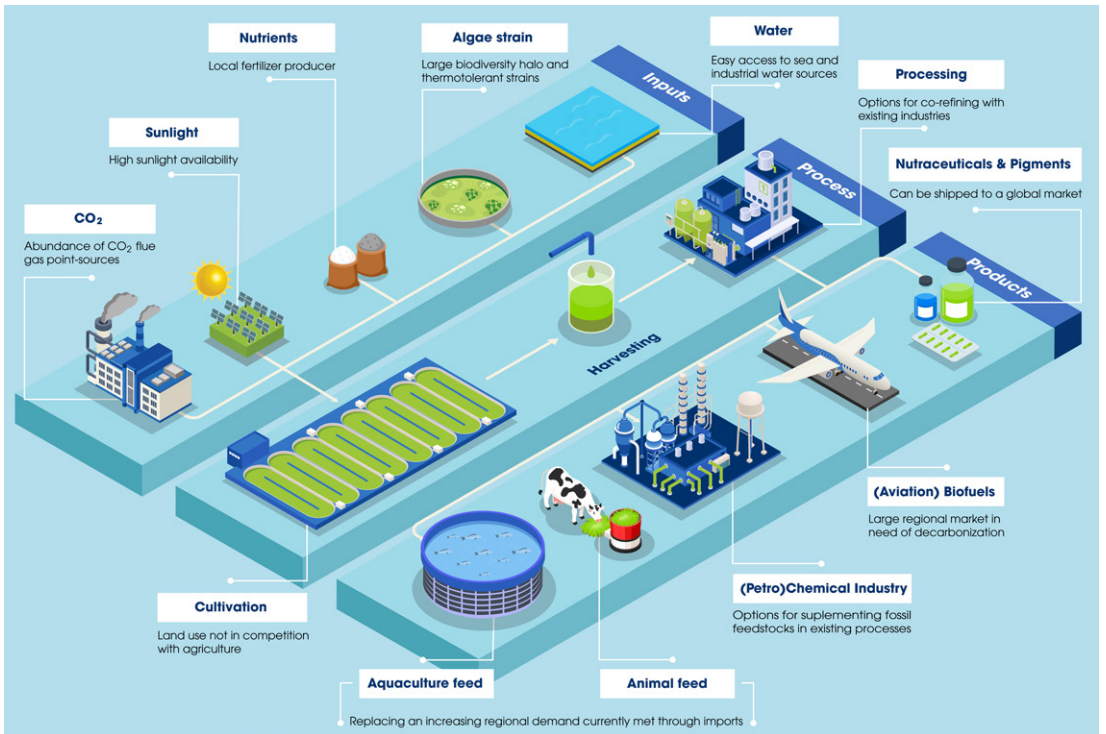 Nutrients
Local fertilizer producer
Algae strain
Large biodiversity halo and
thermotolerant strains
Water
Easy access to sea and
industrial water sources
Inputs
Processing
Options for co-refining with
existing industries
Sunlight
High sunlight availability
Nutraceuticals & Pigments
Can be shipped to a global market
Process
CO₂
Abundance of CO₂ flue
gas point-sources
Products
Harvesting
(Aviation) Biofuels
Large regional market in
need of decarbonization
(Petro)Chemical Industry
Options for suplementing fossil
feedstocks in existing processes
Cultivation
Land use not in competition
with agriculture
Aquaculture feed
Animal feed
Replacing an increasing regional demand currently met through imports